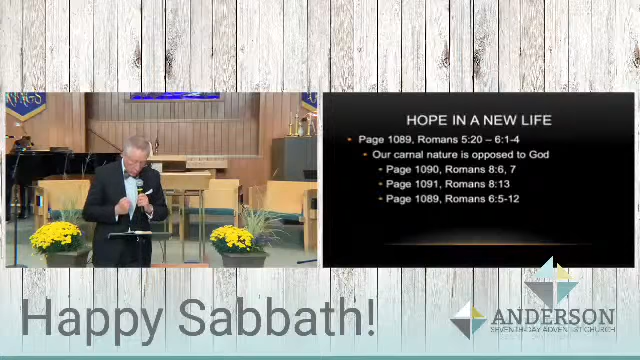 HOPE IN A NEW LIFE
• Page 1089, Romans 5:20 – 6:1-4
• Our carnal nature is opposed to God
- Page 1090, Romans 8:6, 7
- Page 1091, Romans 8:13
- Page 1089, Romans 6:5-12
Happy Sabbath!
ANDERSON
SEVENTH-DAY ADVENTIST CHURCH